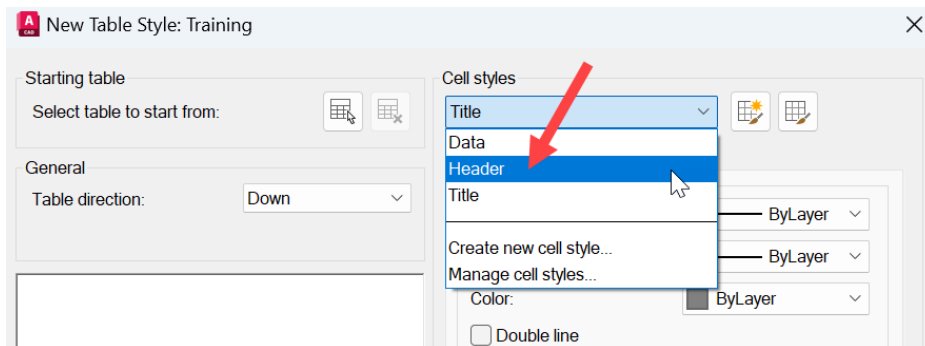 A CAD New Table Style: Training
Starting table
Select table to start from:
General
Table direction: Down
Cell styles
Title
Data
Header
Title
Create new cell style...
Manage cell styles...
ByLayer
ByLayer
Color: ByLayer
Double line